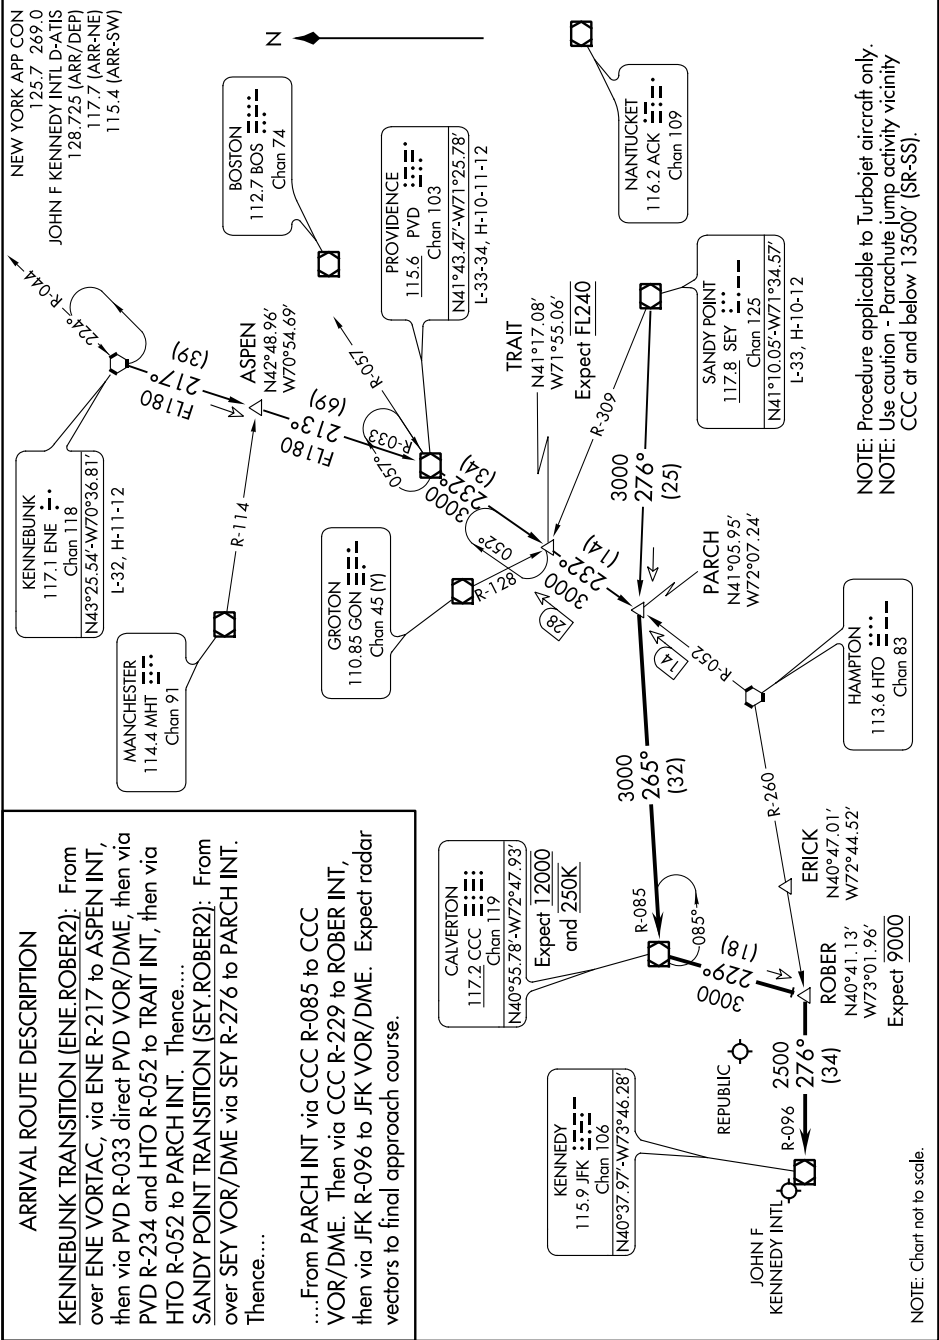 NEW YORK APP CON
125.7 269.0
JOHN F KENNEDY INTL D-ATIS
128.725 (ARR/DEP)
117.7 (ARR-NE)
115.4 (ARR-SW)
N
ARRIVAL ROUTE DESCRIPTION
KENNEBUNK TRANSITION (ENE.ROBER2): From
over ENE VORTAC, via ENE R-217 to ASPEN INT,
then via PVD R-033 direct PVD VOR/DME, then via
PVD R-234 and HTO R-052 to TRAIT INT, then via
HTO R-052 to PARCH INT. Thence....
SANDY POINT TRANSITION (SEY.ROBER2): From
over SEY VOR/DME via SEY R-276 to PARCH INT.
Thence....
....From PARCH INT via CCC R-085 to CCC
VOR/DME. Then via CCC R-229 to ROBER INT,
then via JFK R-096 to JFK VOR/DME. Expect radar
vectors to final approach course.
KENNEBUNK
117.1 ENE
Chan 118
N43°25.54'-W70°36.81'
L-32, H-11-12
224°
R-044
FL180
217°
(39)
MANCHESTER
114.4 MHT
Chan 91
R-114
ASPEN
N42°48.96'
W70°54.69'
FL180
213°
(69)
BOSTON
112.7 BOS
Chan 74
R-057
R-033
057°
PROVIDENCE
115.6 PVD
Chan 103
N41°43.47'-W71°25.78'
L-33-34, H-10-11-12
3000
232°
(34)
GROTON
110.85 GON
Chan 45 (Y)
R-128
052°
TRAIT
N41°17.08'
W71°55.06'
Expect FL240
R-309
3000
232°
(14)
28
NANTUCKET
116.2 ACK
Chan 109
SANDY POINT
117.8 SEY
Chan 125
N41°10.05'-W71°34.57'
L-33, H-10-12
3000
276°
(25)
PARCH
N41°05.95'
W72°07.24'
14
R-052
HAMPTON
113.6 HTO
Chan 83
R-260
3000
265°
(32)
CALVERTON
117.2 CCC
Chan 119
N40°55.78'-W72°47.93'
Expect 12000
and 250K
R-085
085°
3000
229°
(18)
ERICK
N40°47.01'
W72°44.52'
ROBER
N40°41.13'
W73°01.96'
Expect 9000
REPUBLIC
2500
276°
(34)
R-096
KENNEDY
115.9 JFK
Chan 106
N40°37.97'-W73°46.28'
JOHN F
KENNEDY INTL
NOTE: Procedure applicable to Turbojet aircraft only.
NOTE: Use caution - Parachute jump activity vicinity
CCC at and below 13500' (SR-SS).
NOTE: Chart not to scale.